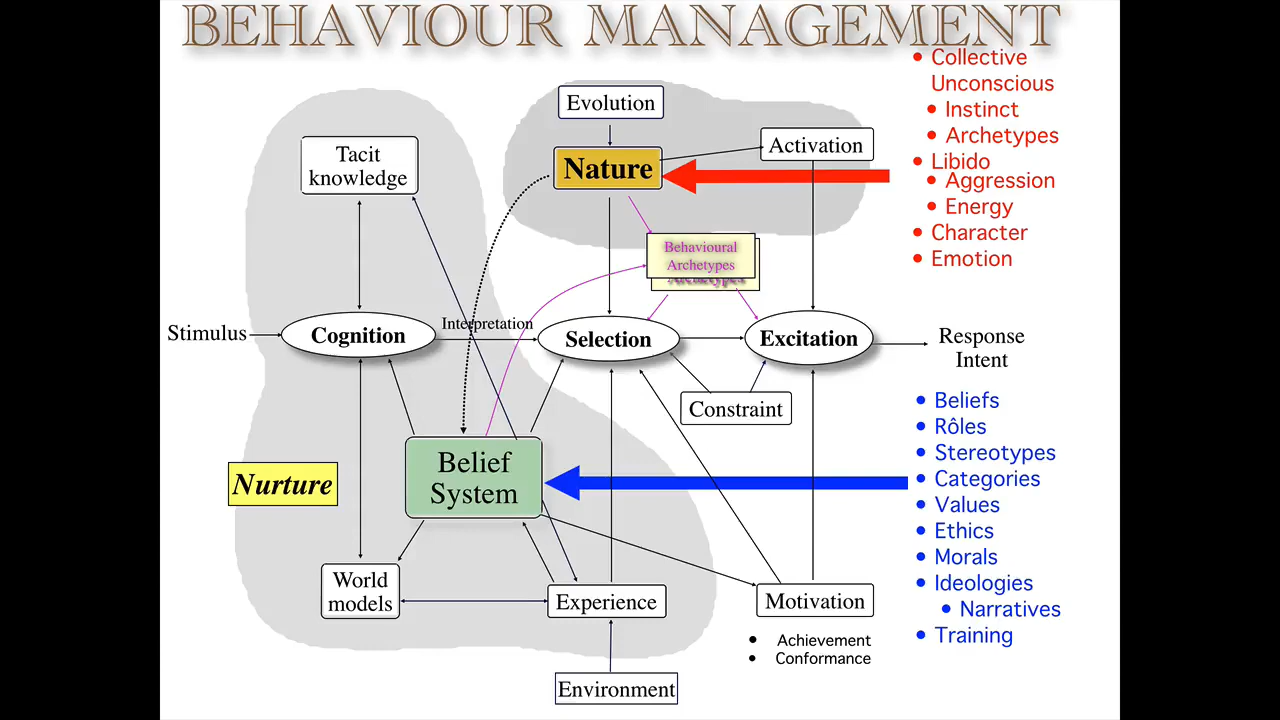 BEHAVIOUR MANAGEMENT
• Collective
Unconscious
• Instinct
• Archetypes
• Libido
• Aggression
• Energy
• Character
• Emotion
Evolution
Nature
Activation
Tacit
knowledge
Behavioural
Archetypes
Archetypes
Stimulus
Cognition
Interpretation
Selection
Excitation
Response
Intent
Constraint
Belief
System
Nurture
• Beliefs
• Rôles
• Stereotypes
• Categories
• Values
• Ethics
• Morals
• Ideologies
• Narratives
• Training
World
models
Experience
Motivation
• Achievement
• Conformance
Environment